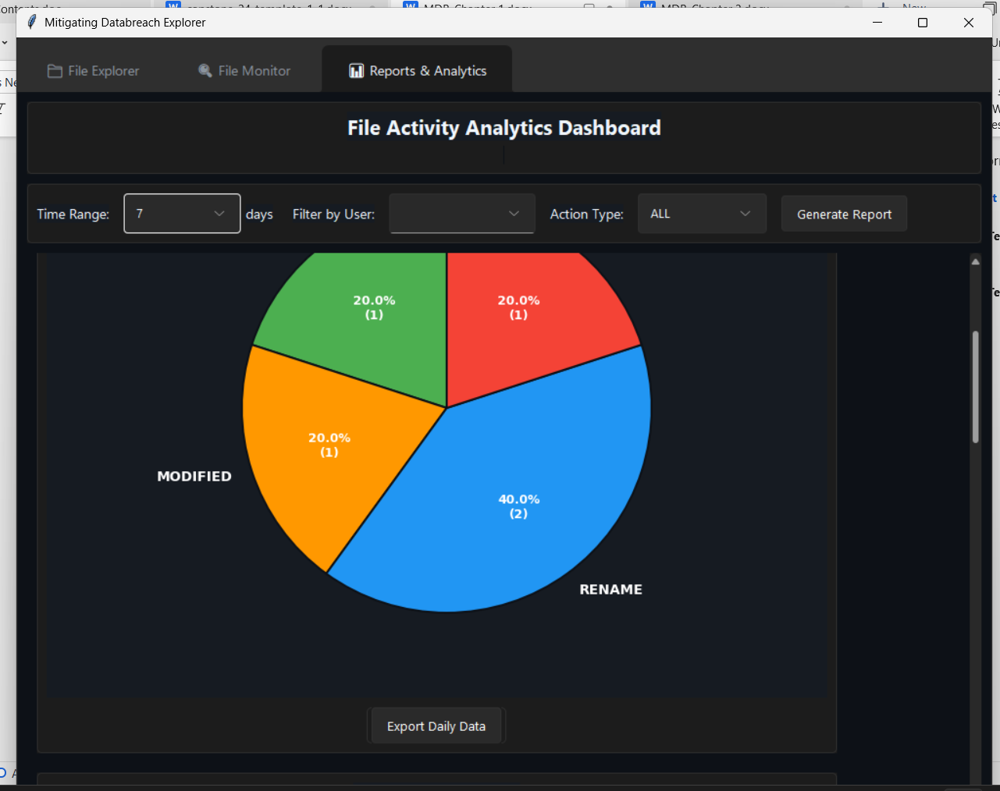 Mitigating Databreach Explorer
File Explorer
File Monitor
Reports & Analytics
File Activity Analytics Dashboard
Time Range:
7
days
Filter by User:
Action Type:
ALL
Generate Report
20.0%
(1)
20.0%
(1)
20.0%
(1)
MODIFIED
40.0%
(2)
RENAME
Export Daily Data